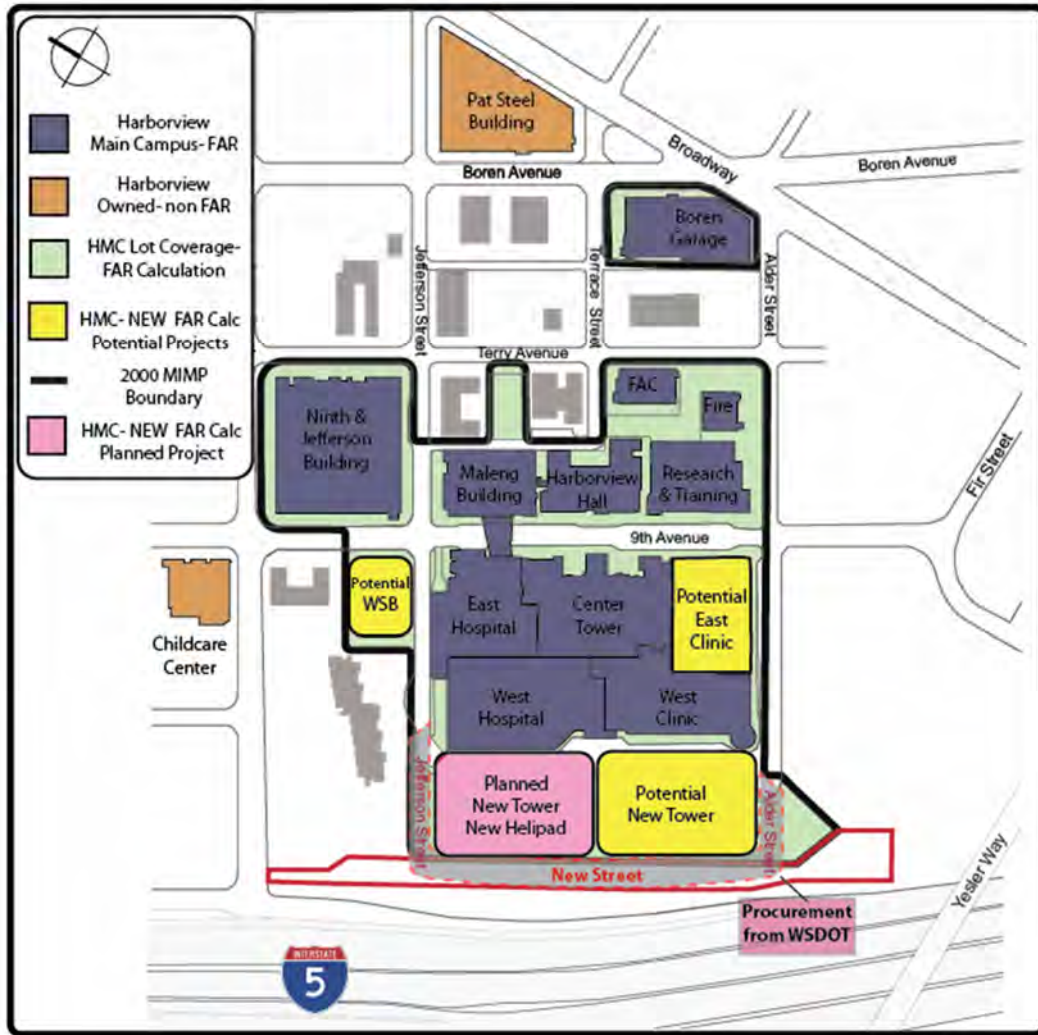 Harborview
Main Campus- FAR
Harborview
Owned- non FAR
HMC Lot Coverage-
FAR Calculation
HMC- NEW FAR Calc
Potential Projects
2000 MIMP
Boundary
HMC- NEW FAR Calc
Planned Project
Pat Steel
Building
Broadway
Boren Avenue
Boren Avenue
Boren
Garage
Jefferson Street
Terrace Street
Alder Street
Terry Avenue
FAC
Fire
Ninth &
Jefferson
Building
Maleng
Building
Harborview
Hall
Research
& Training
Fir Street
9th Avenue
Potential
WSB
East
Hospital
Center
Tower
Potential
East
Clinic
Childcare
Center
West
Hospital
West
Clinic
Jefferson Street
Planned
New Tower
New Helipad
Potential
New Tower
Alder Street
New Street
Yesler Way
Procurement
from WSDOT
INTERSTATE
5